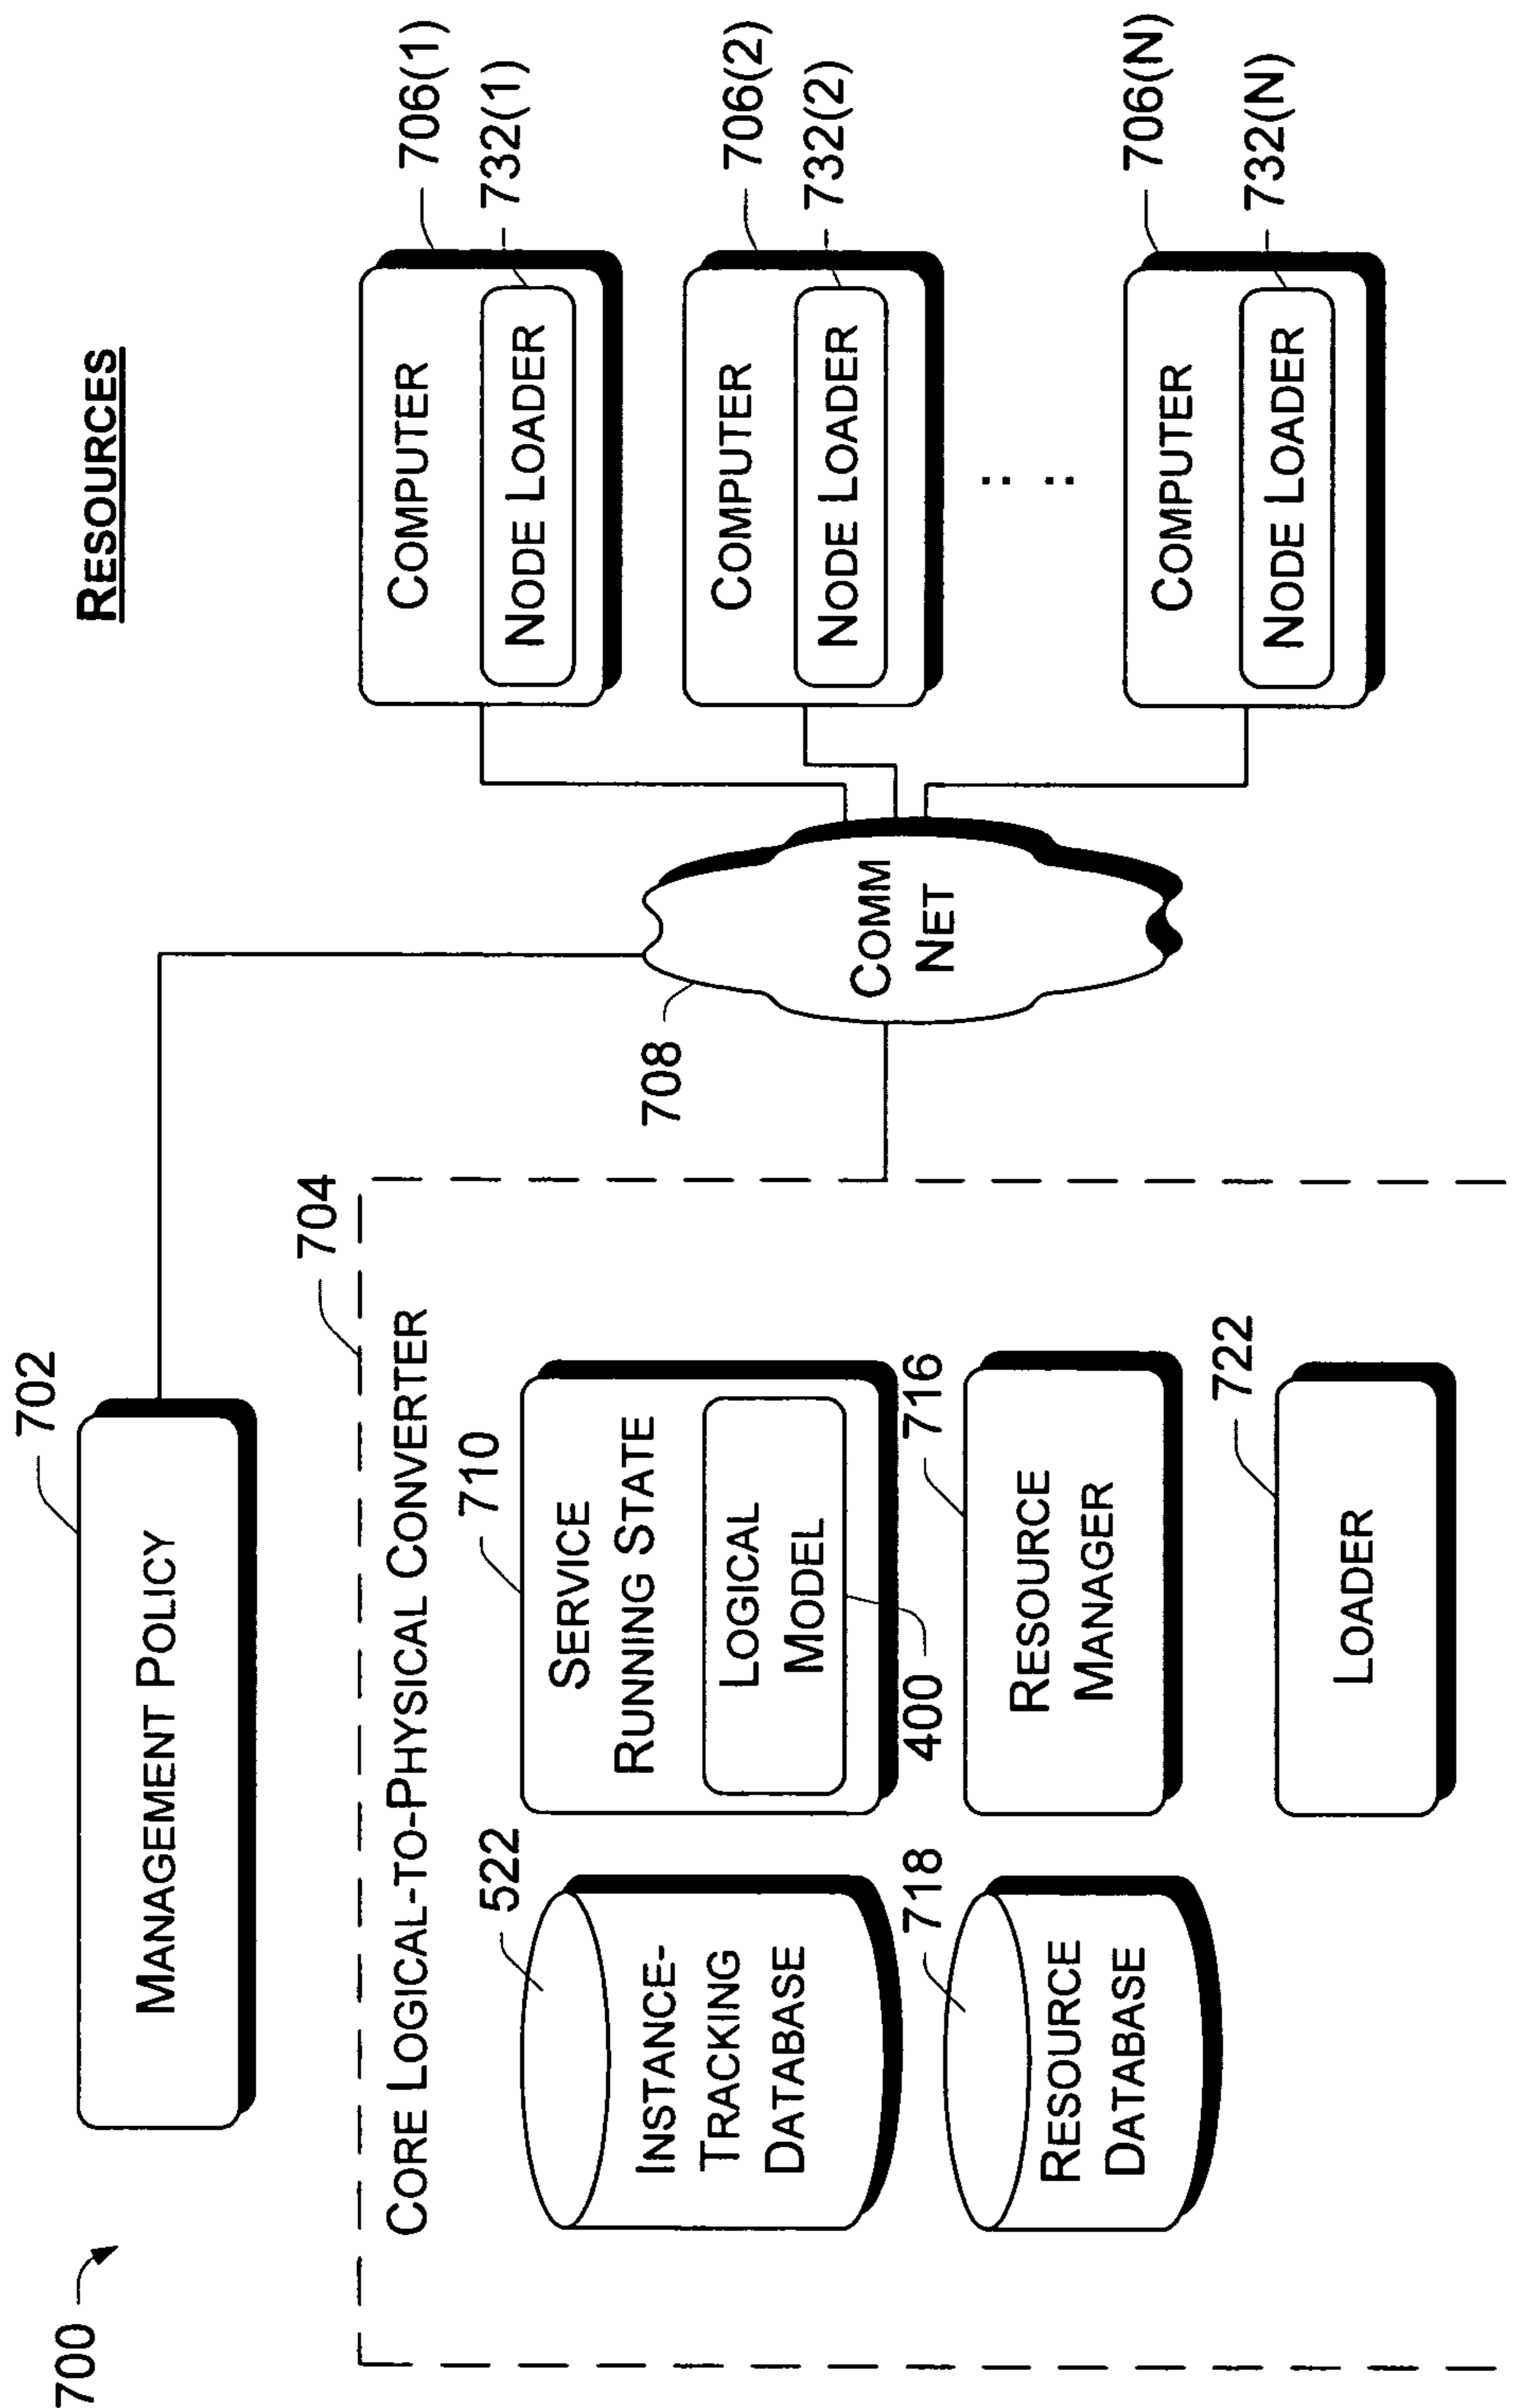 700
702
MANAGEMENT POLICY
RESOURCES
704
CORE LOGICAL-TO-PHYSICAL CONVERTER
522
INSTANCE-
TRACKING
DATABASE
710
SERVICE
RUNNING STATE
LOGICAL
MODEL
400
718
RESOURCE
DATABASE
716
RESOURCE
MANAGER
722
LOADER
708
COMM
NET
706(1)
COMPUTER
732(1)
NODE LOADER
706(2)
COMPUTER
732(2)
NODE LOADER
706(N)
COMPUTER
732(N)
NODE LOADER